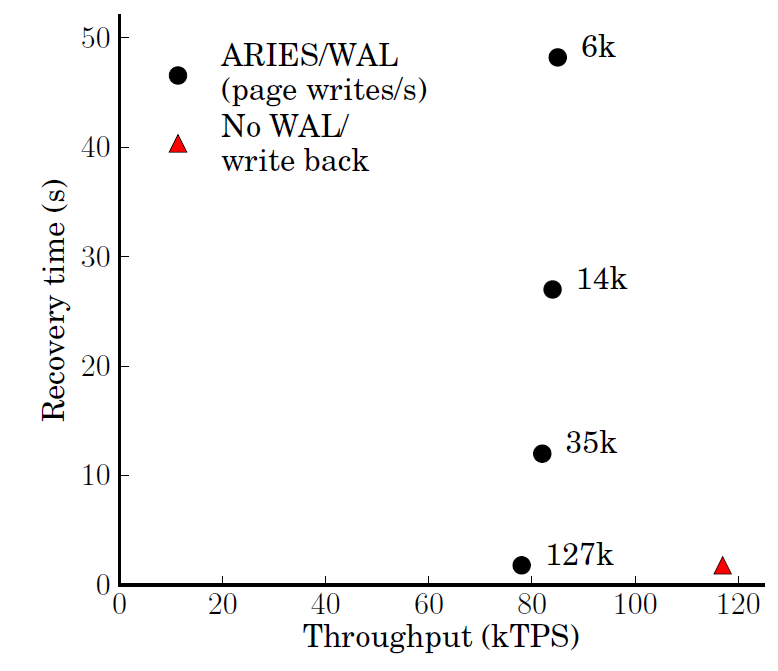 50
ARIES/WAL
(page writes/s)
No WAL/
write back
6k
40
30
14k
20
35k
10
127k
0
0 20 40 60 80 100 120
Recovery time (s)
Throughput (kTPS)